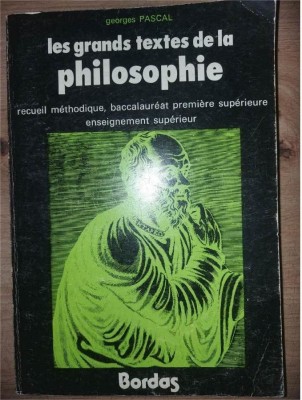 georges PASCAL
les grands textes de la
philosophie
recueil méthodique, baccalauréat première supérieure
enseignement supérieur
Bordas